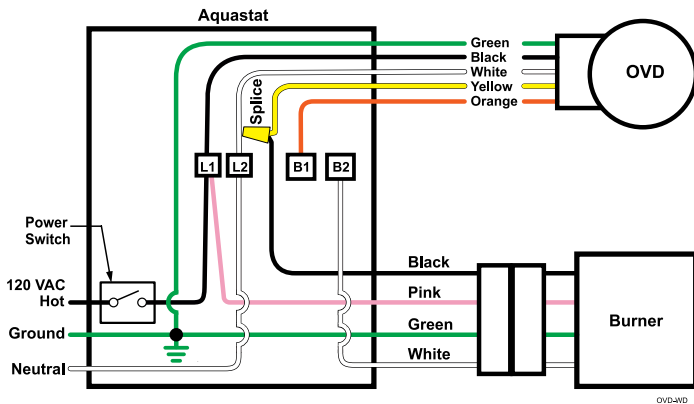 Aquastat
Green
Black
White
Yellow
Orange
OVD
Splice
L1
L2
B1
B2
Power
Switch
120 VAC
Hot
Ground
Neutral
Black
Pink
Green
White
Burner
OVD-WD